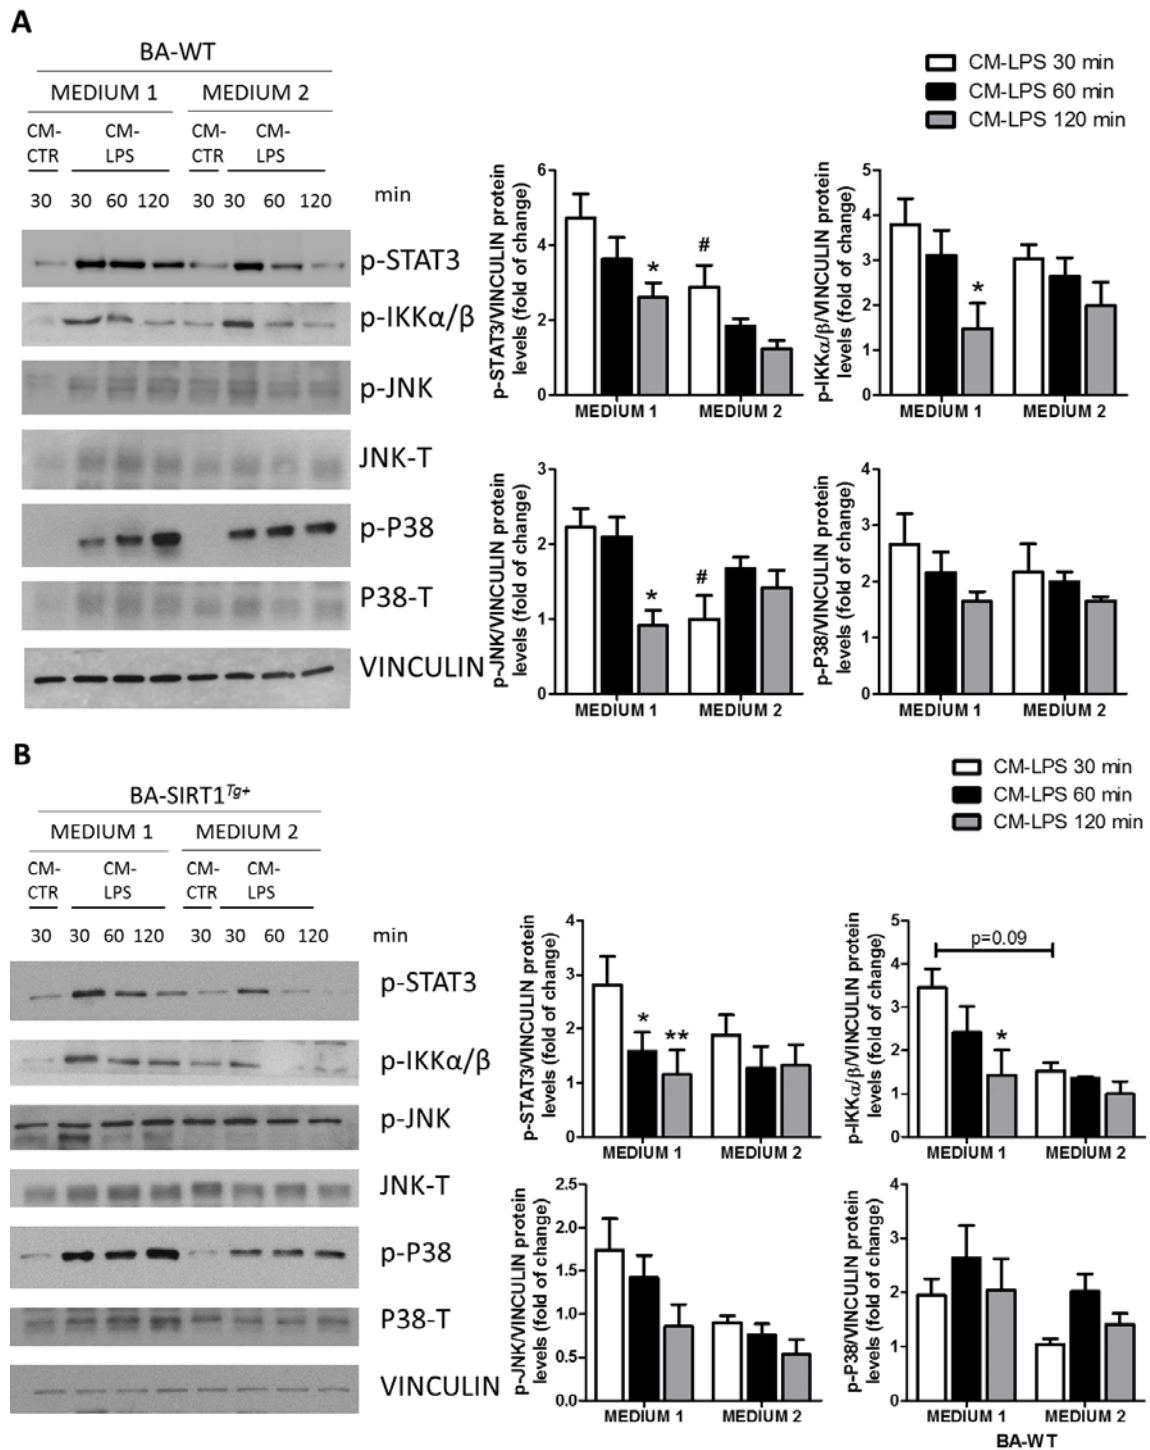 A
BA-WT
MEDIUM 1 MEDIUM 2
CM-CTR CM-LPS CM-CTR CM-LPS
30 30 60 120 30 30 60 120 min
p-STAT3
p-IKKα/β
p-JNK
JNK-T
p-P38
P38-T
VINCULIN
CM-LPS 30 min
CM-LPS 60 min
CM-LPS 120 min
p-STAT3/VINCULIN protein
levels (fold of change)
6
4
2
0
*
#
MEDIUM 1 MEDIUM 2
p-IKKα/β/VINCULIN protein
levels (fold of change)
5
4
3
2
1
0
*
MEDIUM 1 MEDIUM 2
p-JNK/VINCULIN protein
levels (fold of change)
3
2
1
0
*
#
MEDIUM 1 MEDIUM 2
p-P38/VINCULIN protein
levels (fold of change)
4
3
2
1
0
MEDIUM 1 MEDIUM 2
B
BA-SIRT1Tg+
MEDIUM 1 MEDIUM 2
CM-CTR CM-LPS CM-CTR CM-LPS
30 30 60 120 30 30 60 120 min
p-STAT3
p-IKKα/β
p-JNK
JNK-T
p-P38
P38-T
VINCULIN
CM-LPS 30 min
CM-LPS 60 min
CM-LPS 120 min
p-STAT3/VINCULIN protein
levels (fold of change)
4
3
2
1
0
*
**
MEDIUM 1 MEDIUM 2
p-IKKα/β/VINCULIN protein
levels (fold of change)
5
4
3
2
1
0
p=0.09
*
MEDIUM 1 MEDIUM 2
p-JNK/VINCULIN protein
levels (fold of change)
2.5
2.0
1.5
1.0
0.5
0.0
MEDIUM 1 MEDIUM 2
p-P38/VINCULIN protein
levels (fold of change)
4
3
2
1
0
MEDIUM 1 MEDIUM 2
BA-WT